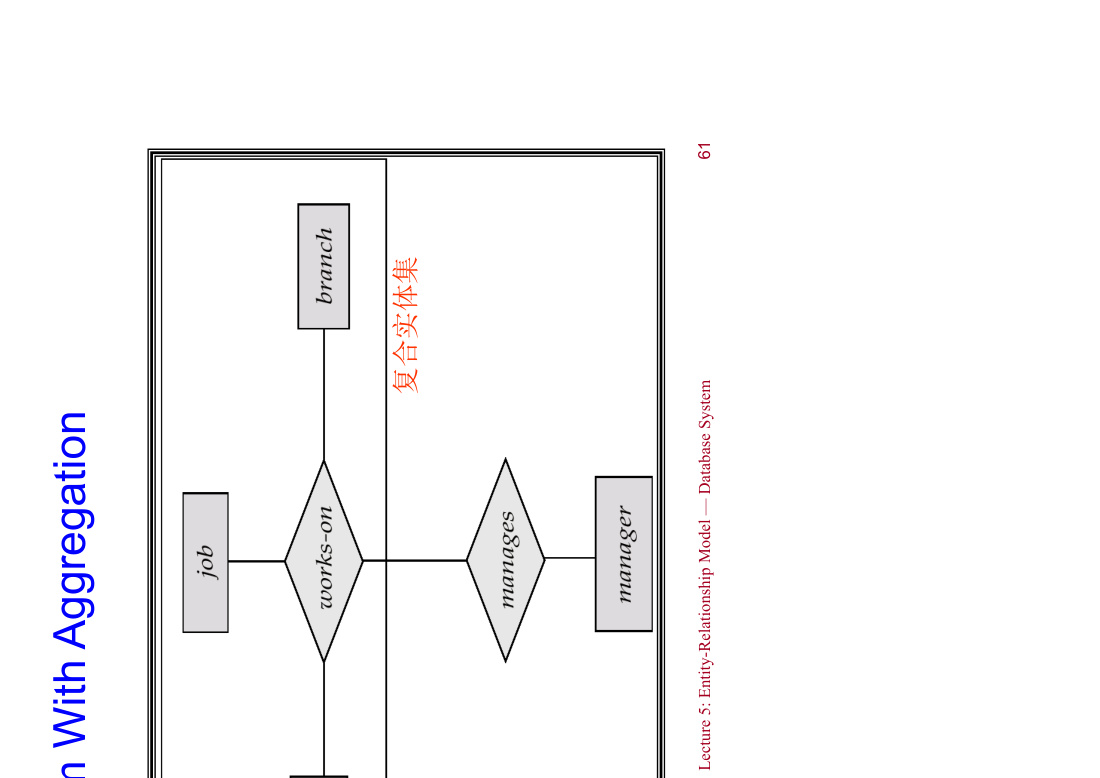 With Aggregation
job
branch
works-on
复合实体集
manages
manager
Lecture 5: Entity-Relationship Model — Database System
61